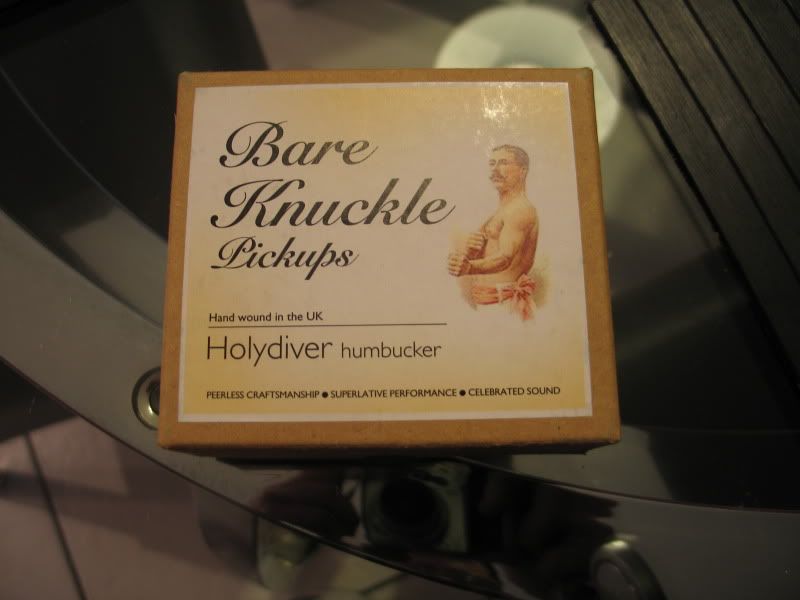 Bare
Knuckle
Pickups
Hand wound in the UK
Holydiver humbucker
PEERLESS CRAFTSMANSHIP ● SUPERLATIVE PERFORMANCE ● CELEBRATED SOUND